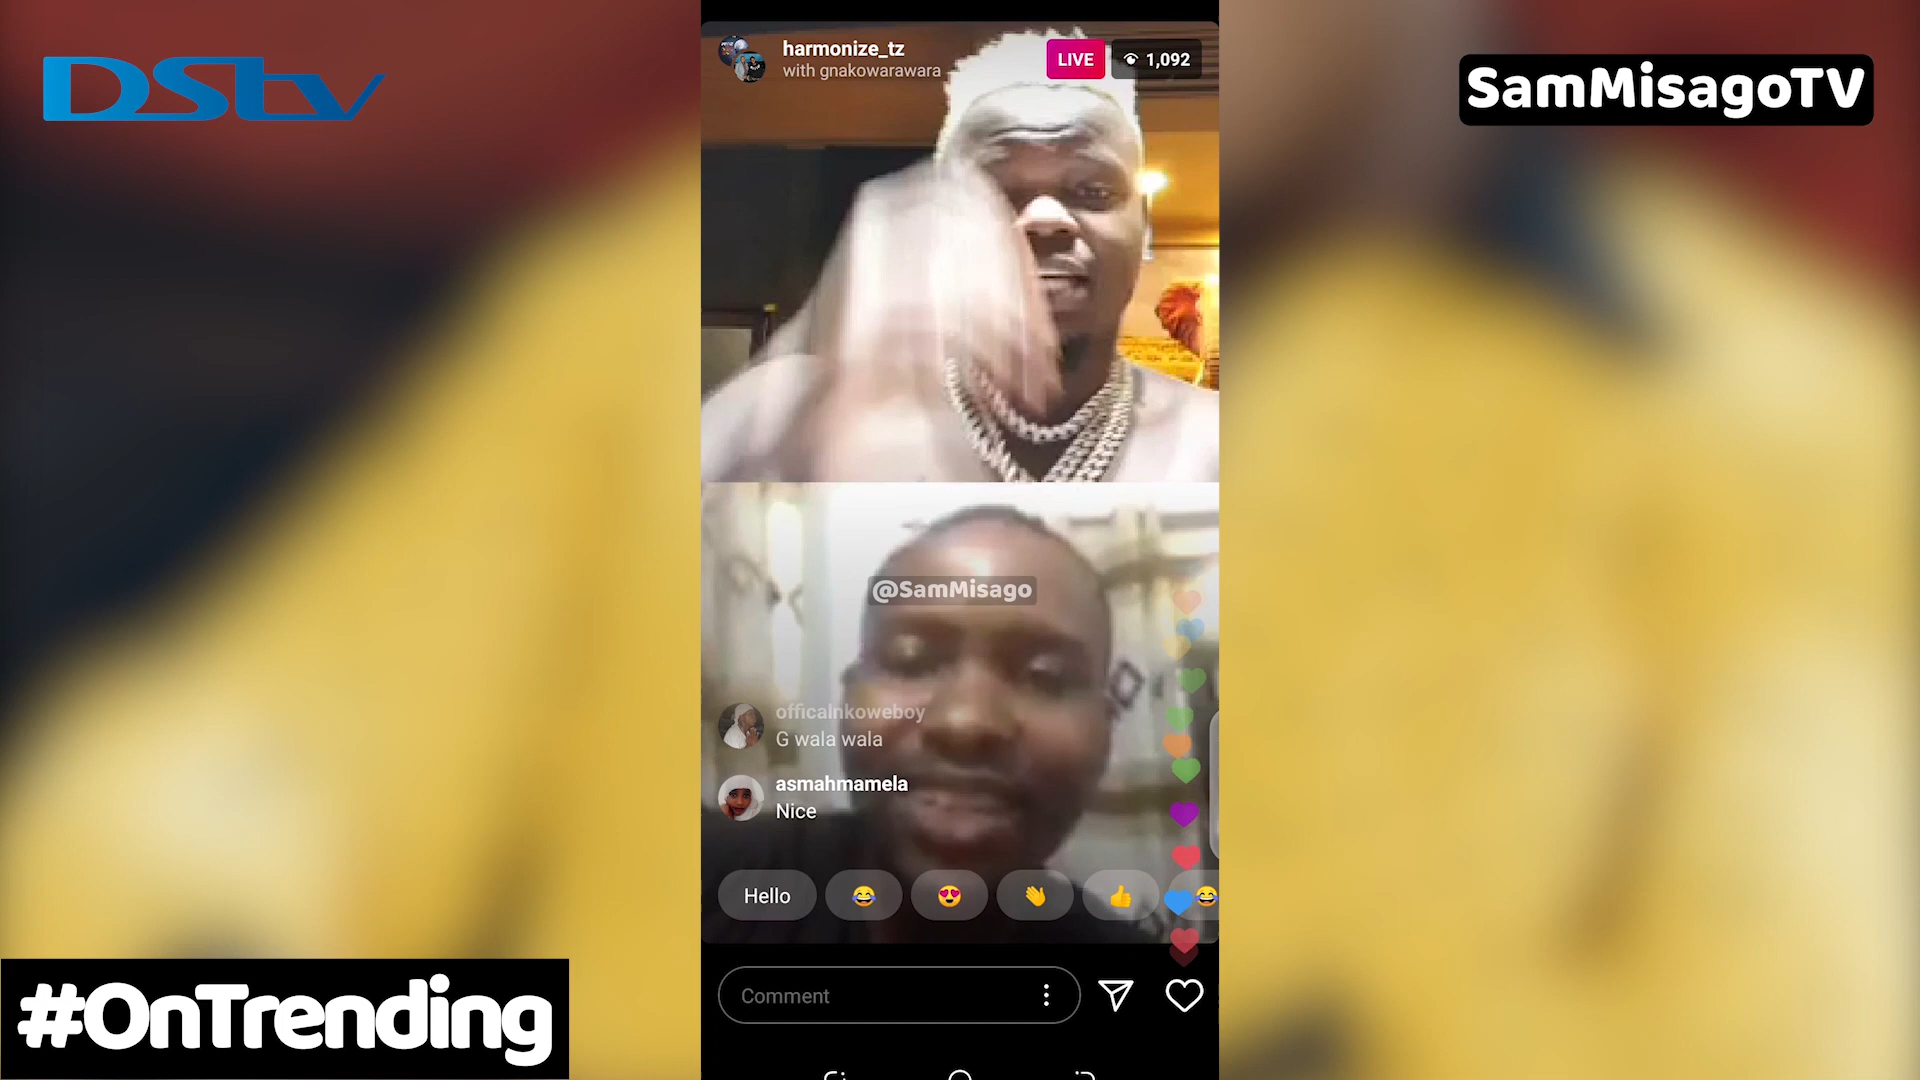 DStv
SamMisagoTV
harmonize_tz
with gnakowarawara
LIVE
1,092
@SamMisago
officalnkoweboy
G wala wala
asmahmamela
Nice
Hello
Comment
#OnTrending